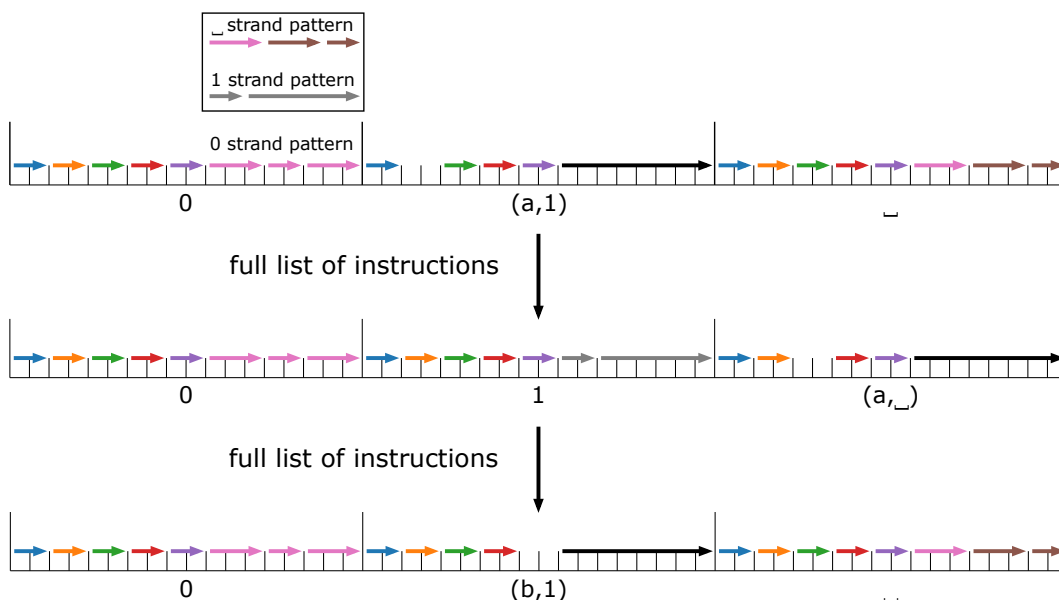 ␣ strand pattern
1 strand pattern
0 strand pattern
0 (a,1) ␣
full list of instructions
0 1 (a,␣)
full list of instructions
0 (b,1)